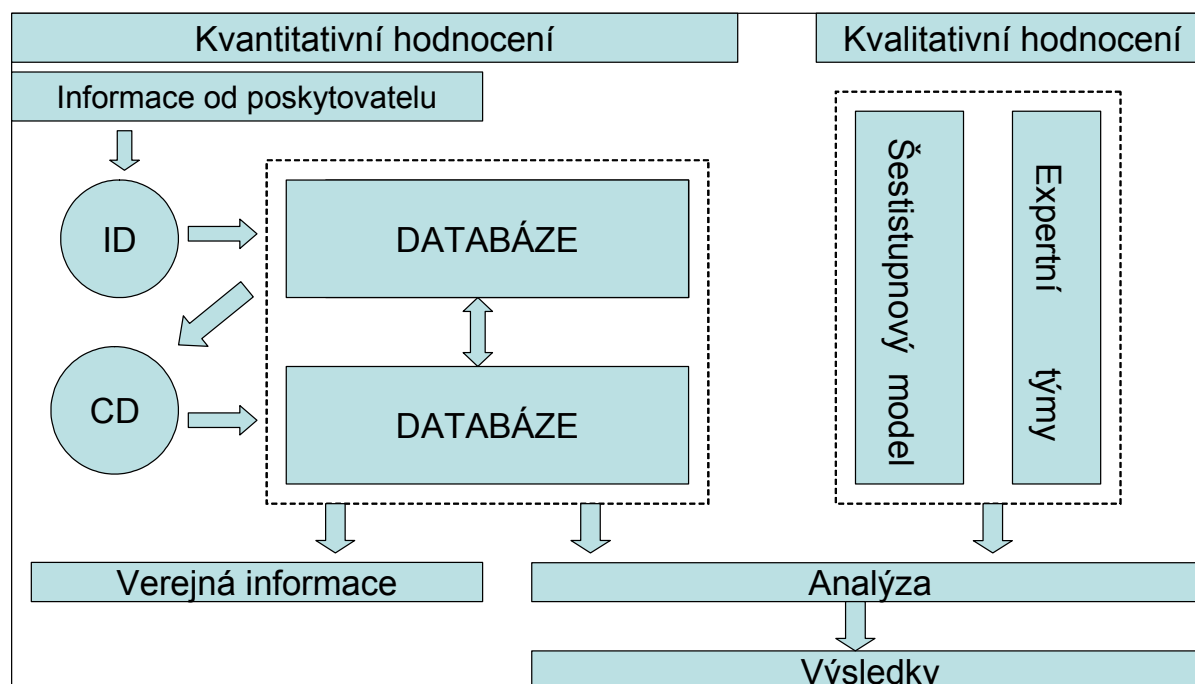 Kvantitativní hodnocení
Kvalitativní hodnocení
Informace od poskytovatelu
ID
DATABÁZE
CD
DATABÁZE
Šestistupnový model
Expertní týmy
Verejná informace
Analýza
Výsledky